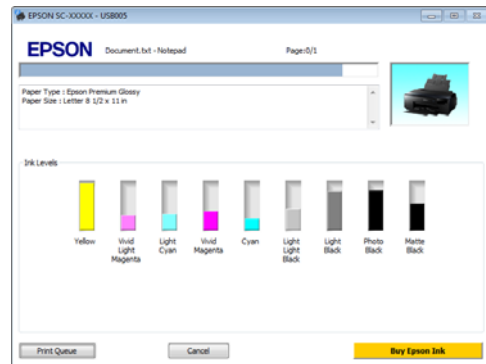 EPSON SC-XXXXX - USB005
EPSON
Document.txt - Notepad
Page:0/1
Paper Type : Epson Premium Glossy
Paper Size : Letter 8 1/2 x 11 in
Ink Levels
Yellow
Vivid
Light
Magenta
Light
Cyan
Vivid
Magenta
Cyan
Light
Light
Black
Light
Black
Photo
Black
Matte
Black
Print Queue
Cancel
Buy Epson Ink